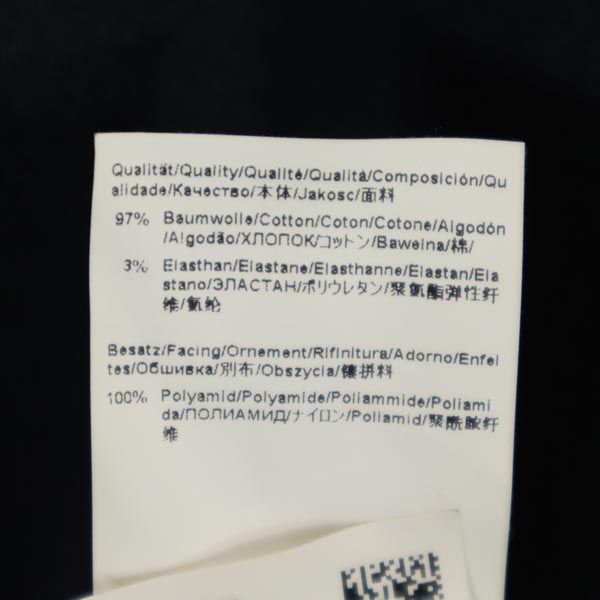 Qualität/Quality/Qualité/Qualitá/Composición/Qu
alidade/Качество/本体/Jakosc/面料
97% Baumwolle/Cotton/Coton/Cotone/Algodón
/Algodão/ХЛОПОК/コットン/Bawelna/棉/
3% Elasthan/Elastane/Elasthanne/Elastan/Ela
stano/ЭЛАСТАН/ポリウレタン/聚氨酯弹性纤
维/氨纶
Besatz/Facing/Ornement/Rifinitura/Adorno/Enfei
tes/Обшивка/別布/Obszycia/镶拼料
100% Polyamid/Polyamide/Poliammide/Poliami
da/ПОЛИАМИД/ナイロン/Poliamid/聚酰胺纤
维